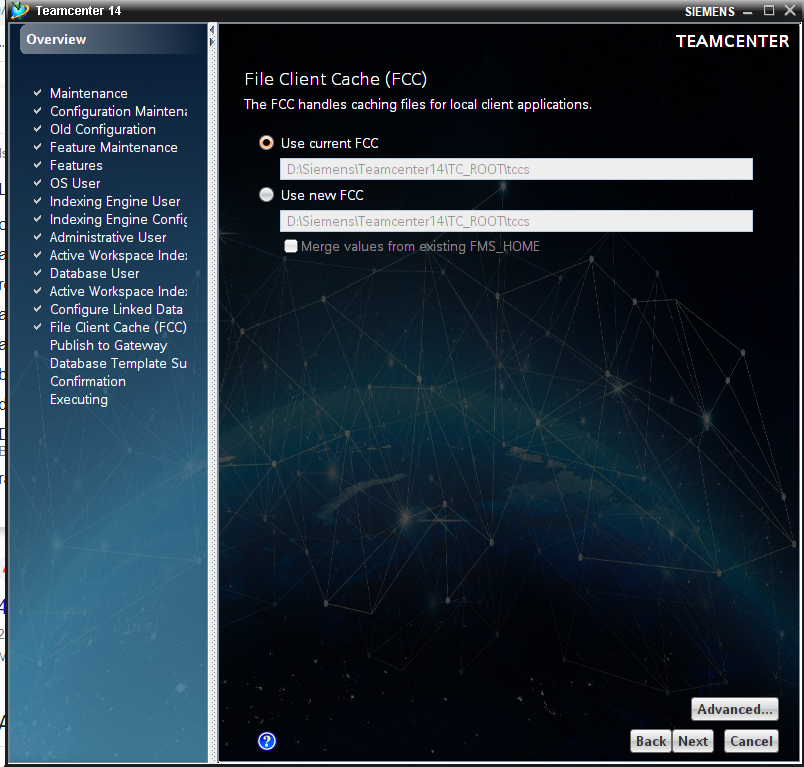 Teamcenter 14
SIEMENS
Overview
TEAMCENTER
Maintenance
Configuration Mainten
Old Configuration
Feature Maintenance
Features
OS User
Indexing Engine User
Indexing Engine Config
Administrative User
Active Workspace Index
Database User
Active Workspace Index
Configure Linked Data
File Client Cache (FCC)
Publish to Gateway
Database Template Su
Confirmation
Executing
File Client Cache (FCC)
The FCC handles caching files for local client applications.
Use current FCC
D:\Siemens\Teamcenter14\TC_ROOT\tccs
Use new FCC
D:\Siemens\Teamcenter14\TC_ROOT\tccs
Merge values from existing FMS_HOME
Advanced...
?
Back Next Cancel